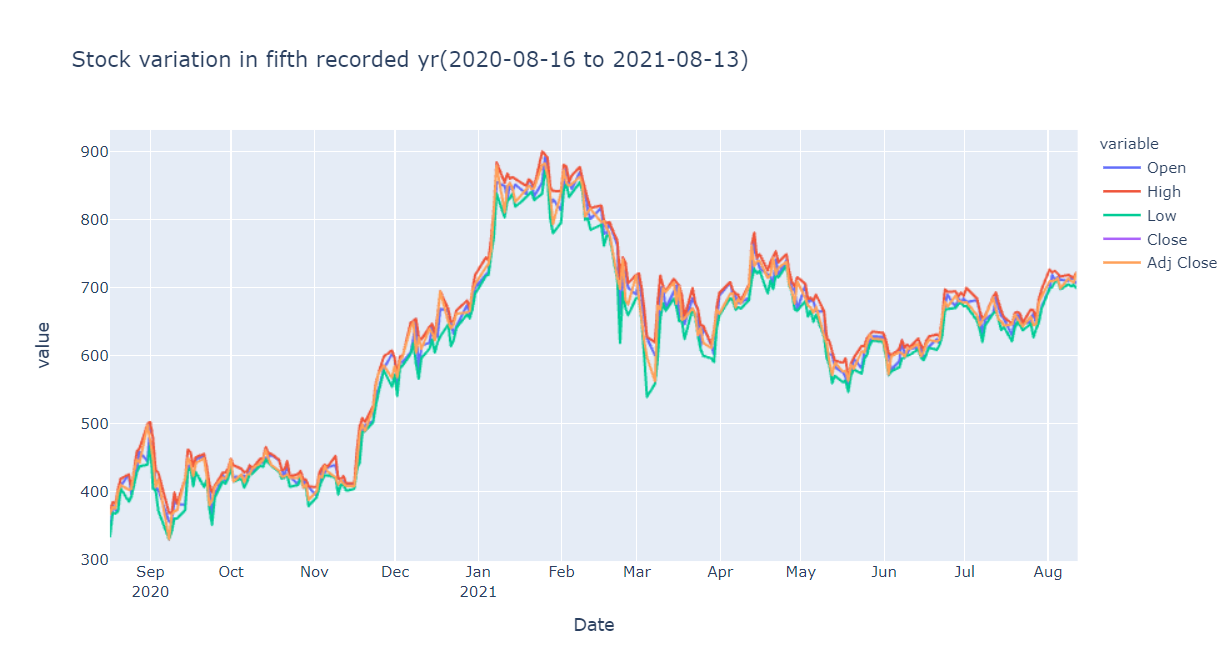 Stock variation in fifth recorded yr(2020-08-16 to 2021-08-13)
variable
Open
High
Low
Close
Adj Close
value
900
800
700
600
500
400
300
Sep Oct Nov Dec Jan Feb Mar Apr May Jun Jul Aug
2020 2021
Date